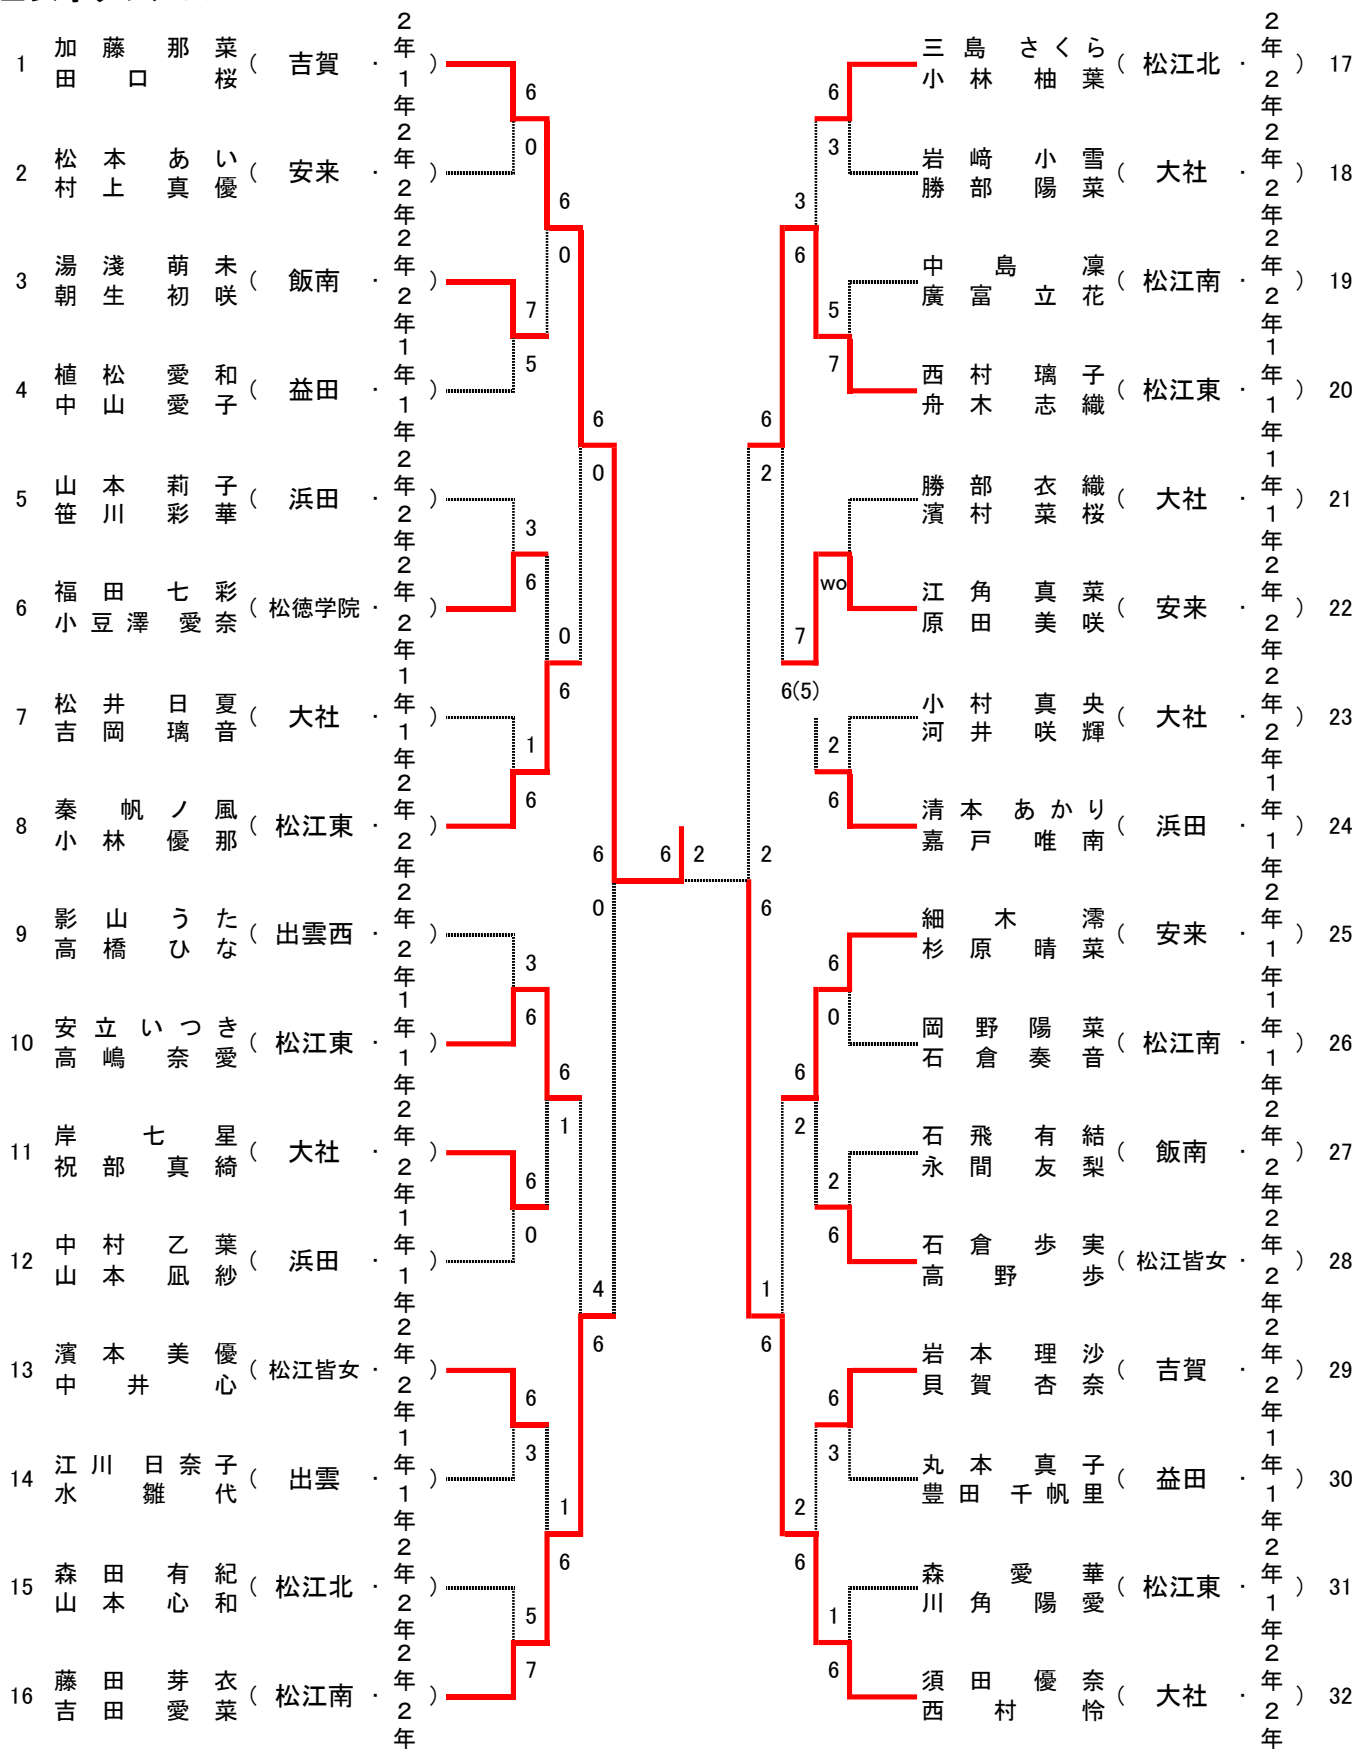 1 加藤那菜 田口桜 ( 吉賀 ・ 2年 1年 )
2 松本あい 村上真優 ( 安来 ・ 2年 2年 )
3 湯淺萌未 朝生初咲 ( 飯南 ・ 2年 2年 )
4 植松愛和 中山愛子 ( 益田 ・ 1年 1年 )
5 山本莉子 笹川彩華 ( 浜田 ・ 2年 2年 )
6 福田七彩 小豆澤愛奈 ( 松徳学院 ・ 2年 2年 )
7 松井日夏 吉岡璃音 ( 大社 ・ 1年 1年 )
8 秦帆ノ風 小林優那 ( 松江東 ・ 2年 2年 )
9 影山うた 高橋ひな ( 出雲西 ・ 2年 2年 )
10 安立いつき 高嶋奈愛 ( 松江東 ・ 1年 1年 )
11 岸七星 祝部真綺 ( 大社 ・ 2年 2年 )
12 中村乙葉 山本凪紗 ( 浜田 ・ 1年 1年 )
13 濱本美優 中井心 ( 松江皆女 ・ 2年 2年 )
14 江川日奈子 水雛代 ( 出雲 ・ 1年 1年 )
15 森田有紀 山本心和 ( 松江北 ・ 2年 2年 )
16 藤田芽衣 吉田愛菜 ( 松江南 ・ 2年 2年 )
6
0
7
5
3
6
1
6
3
6
6
0
6
3
5
7
6
0
0
6
6
1
1
6
6
0
4
6
6
0
6 2
三島さくら 小林柚葉 ( 松江北 ・ 2年 2年 ) 17
岩﨑小雪 勝部陽菜 ( 大社 ・ 2年 2年 ) 18
中島凜 廣富立花 ( 松江南 ・ 2年 2年 ) 19
西村璃子 舟木志織 ( 松江東 ・ 1年 1年 ) 20
勝部衣織 濱村菜桜 ( 大社 ・ 1年 1年 ) 21
江角真菜 原田美咲 ( 安来 ・ 2年 2年 ) 22
小村真央 河井咲輝 ( 大社 ・ 2年 2年 ) 23
清本あかり 嘉戸唯南 ( 浜田 ・ 1年 1年 ) 24
細木澪 杉原晴菜 ( 安来 ・ 2年 1年 ) 25
岡野陽菜 石倉奏音 ( 松江南 ・ 1年 1年 ) 26
石飛有結 永間友梨 ( 飯南 ・ 2年 2年 ) 27
石倉歩実 高野歩 ( 松江皆女 ・ 2年 2年 ) 28
岩本理沙 貝賀杏奈 ( 吉賀 ・ 2年 2年 ) 29
丸本真子 豊田千帆里 ( 益田 ・ 1年 1年 ) 30
森愛華 川角陽愛 ( 松江東 ・ 2年 1年 ) 31
須田優奈 西村怜 ( 大社 ・ 2年 2年 ) 32
6
3
5
7
wo
2
6
6
0
2
6
6
3
1
6
3
6
7
6(5)
6
2
2
6
6
2
1
6
2
6